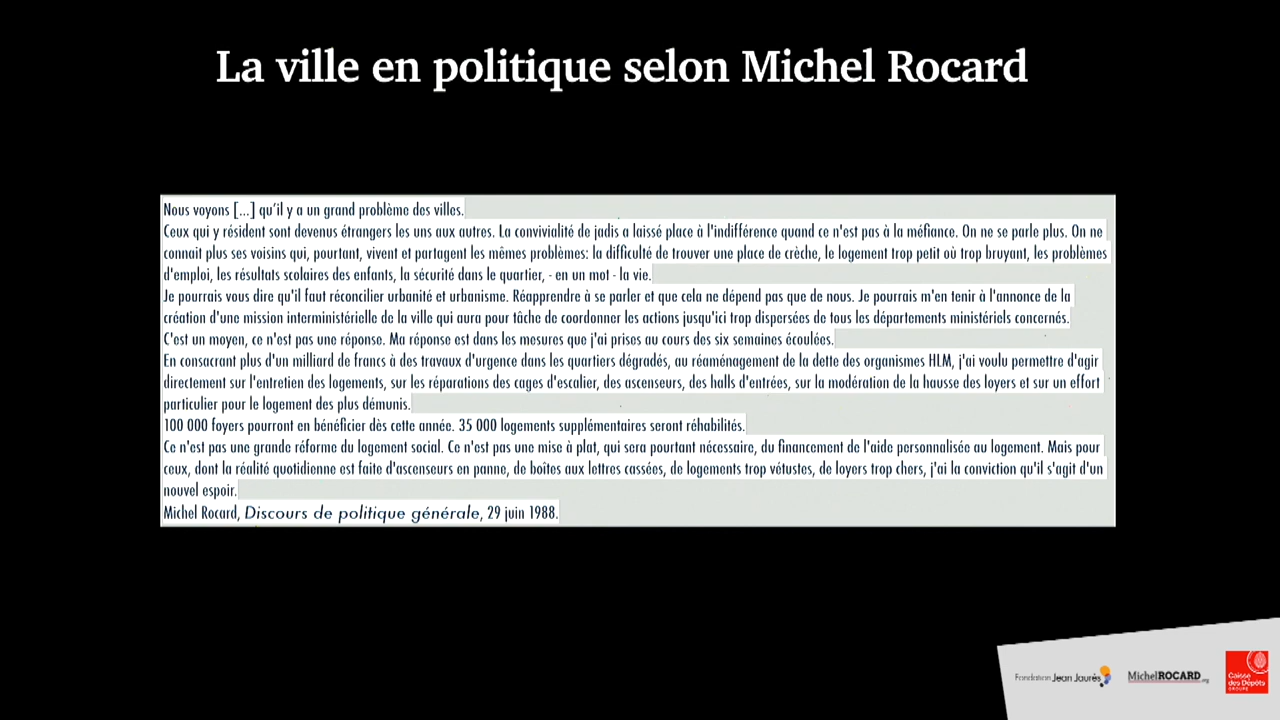 La ville en politique selon Michel Rocard
Nous voyons [...] qu'il y a un grand problème des villes.
Ceux qui y résident sont devenus étrangers les uns aux autres. La convivialité de jadis a laissé place à l'indifférence quand ce n'est pas à la méfiance. On ne se parle plus. On ne
connait plus ses voisins qui, pourtant, vivent et partagent les mêmes problèmes: la difficulté de trouver une place de crèche, le logement trop petit où trop bruyant, les problèmes
d'emploi, les résultats scolaires des enfants, la sécurité dans le quartier, - en un mot - la vie.
Je pourrais vous dire qu'il faut réconcilier urbanité et urbanisme. Réapprendre à se parler et que cela ne dépend pas que de nous. Je pourrais m'en tenir à l'annonce de la
création d'une mission interministérielle de la ville qui aura pour tâche de coordonner les actions jusqu'ici trop dispersées de tous les départements ministériels concernés.
C'est un moyen, ce n'est pas une réponse. Ma réponse est dans les mesures que j'ai prises au cours des six semaines écoulées.
En consacrant plus d'un milliard de francs à des travaux d'urgence dans les quartiers dégradés, au réaménagement de la dette des organismes HLM, j'ai voulu permettre d'agir
directement sur l'entretien des logements, sur les réparations des cages d'escalier, des ascenseurs, des halls d'entrées, sur la modération de la hausse des loyers et sur un effort
particulier pour le logement des plus démunis.
100 000 foyers pourront en bénéficier dès cette année. 35 000 logements supplémentaires seront réhabilités.
Ce n'est pas une grande réforme du logement social. Ce n'est pas une mise à plat, qui sera pourtant nécessaire, du financement de l'aide personnalisée au logement. Mais pour
ceux, dont la réalité quotidienne est faite d'ascenseurs en panne, de boîtes aux lettres cassées, de logements trop vétustes, de loyers trop chers, j'ai la conviction qu'il s'agit d'un
nouvel espoir.
Michel Rocard, Discours de politique générale, 29 juin 1988.
Fondation Jean Jaurès
MichelROCARD.org
Caisse
des Dépôts
GROUPE